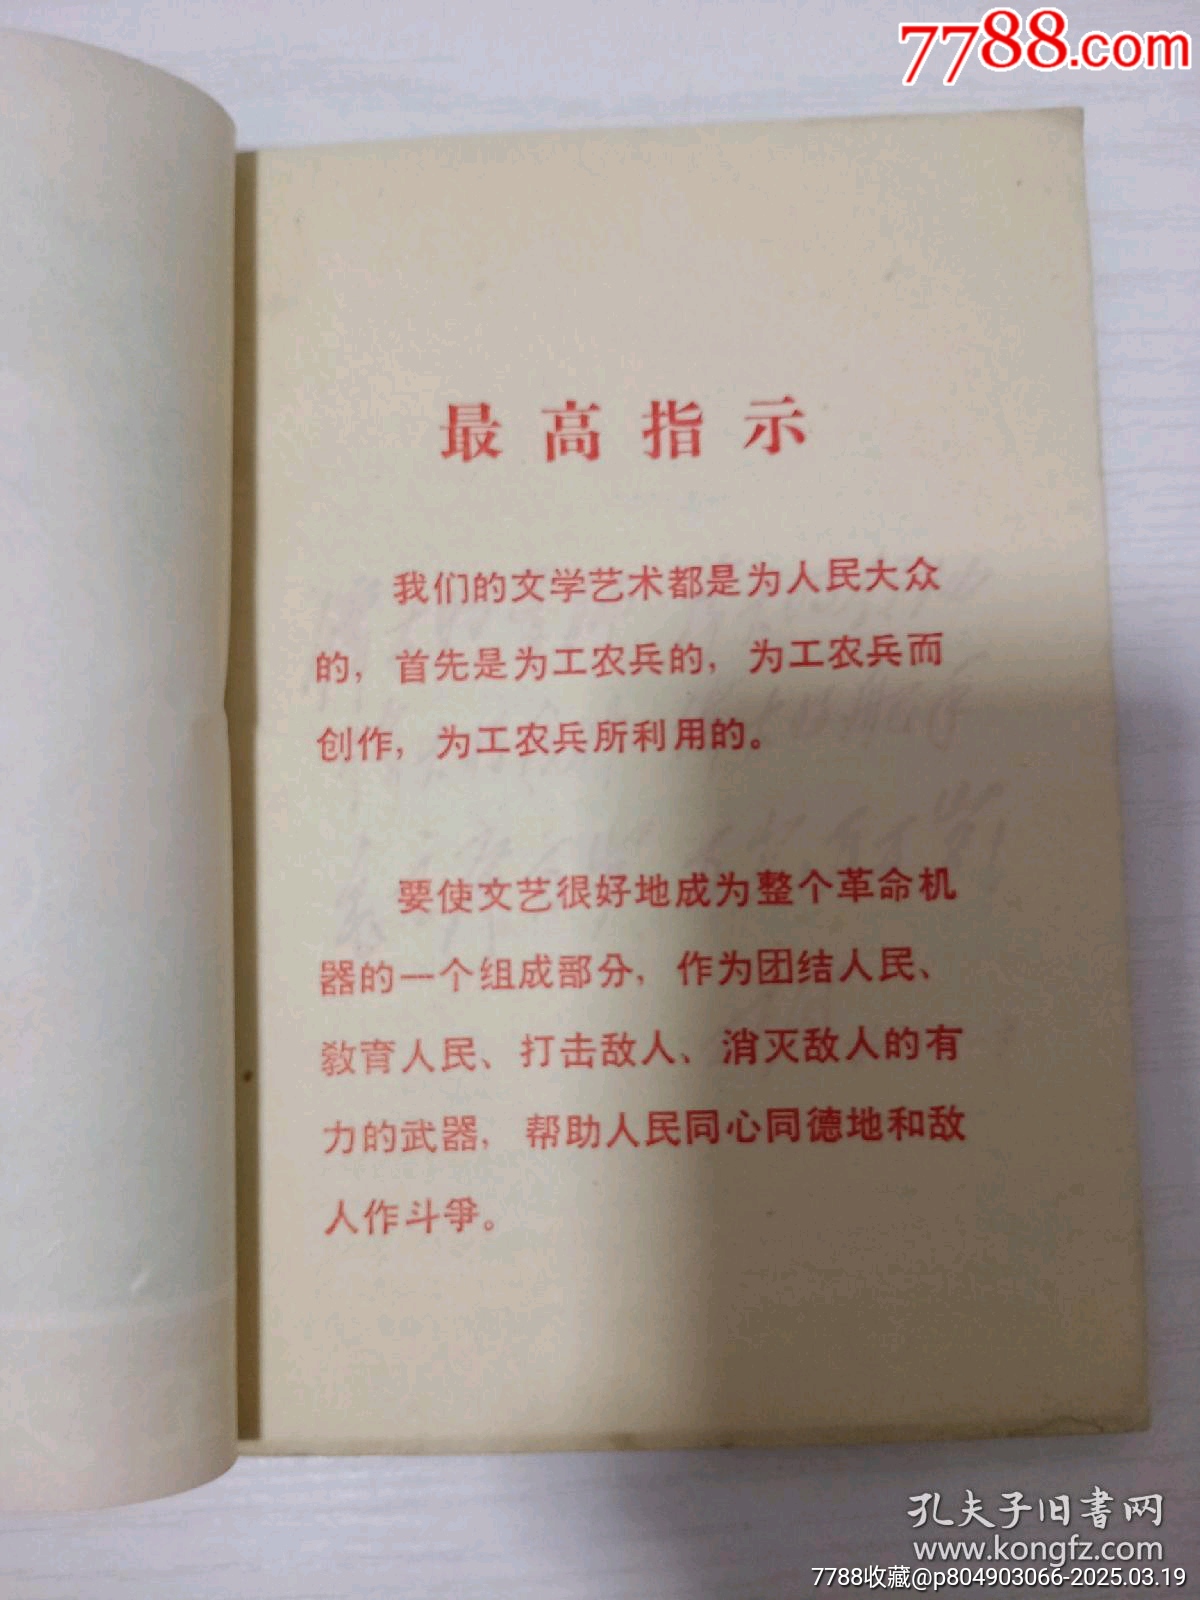 7788.com
最高指示
我们的文学艺术都是为人民大众
的，首先是为工农兵的，为工农兵而
创作，为工农兵所利用的。
要使文艺很好地成为整个革命机
器的一个组成部分，作为团结人民、
教育人民、打击敌人、消灭敌人的有
力的武器，帮助人民同心同德地和敌
人作斗爭。
孔夫子旧书网
www.kongfz.com
7788收藏@p804903066-2025.03.19